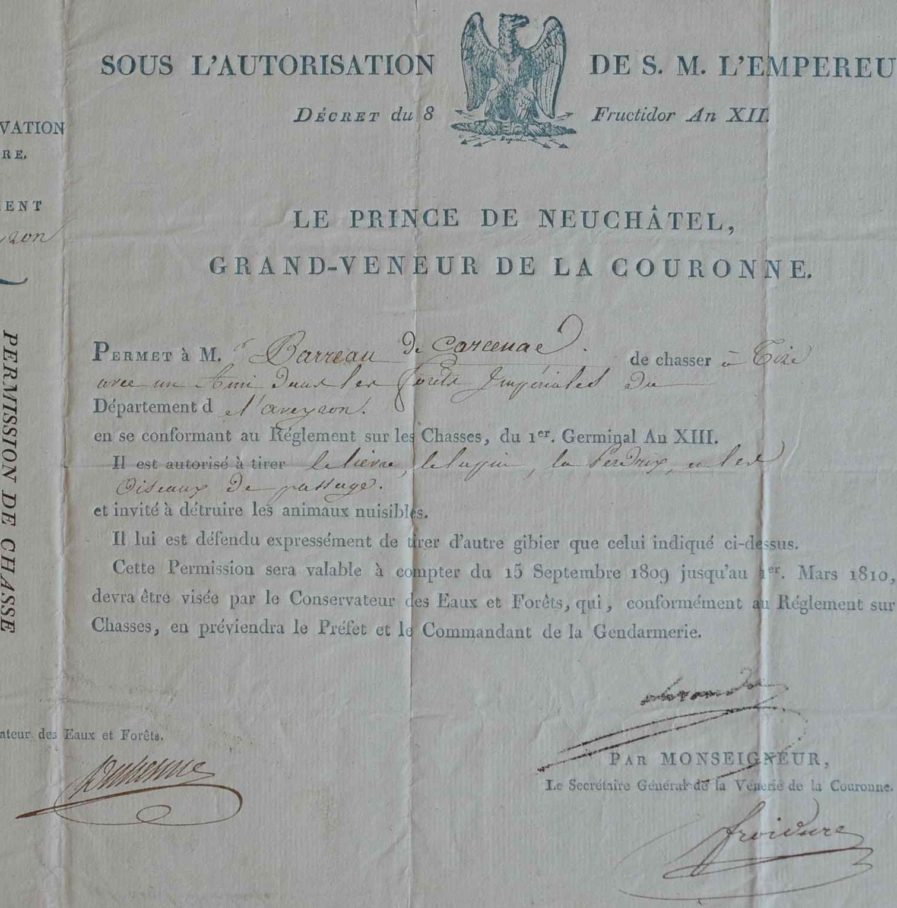 SOUS L'AUTORISATION DE S. M. L'EMPEREU
DÉCRET du 8 Fructidor An XII.
VATION
RE.
ENT
LE PRINCE DE NEUCHÂTEL,
GRAND-VENEUR DE LA COURONNE.
PERMISSION DE CHASSE
PERMET à M. r Barreau de Carcenac. de chasser à Tire
avec un Ami dans les forêts Impériales du
Département d e l'aveyron.
en se conformant au Réglement sur les Chasses, du 1er. Germinal An XIII.
Il est autorisé à tirer le lièvre, le lapin, la Perdrix, et les
Oiseaux de passage.
et invité à détruire les animaux nuisibles.
Il lui est défendu expressément de tirer d'autre gibier que celui indiqué ci-dessus.
Cette Permission sera valable à compter du 15 Septembre 1809 jusqu'au 1er. Mars 1810,
devra être visée par le Conservateur des Eaux et Forêts, qui, conformément au Réglement sur
Chasses, en préviendra le Préfet et le Commandant de la Gendarmerie.
ateur des Eaux et Forêts.
PAR MONSEIGNEUR,
Le Secrétaire Général de la Vénerie de la Couronne.
froidure